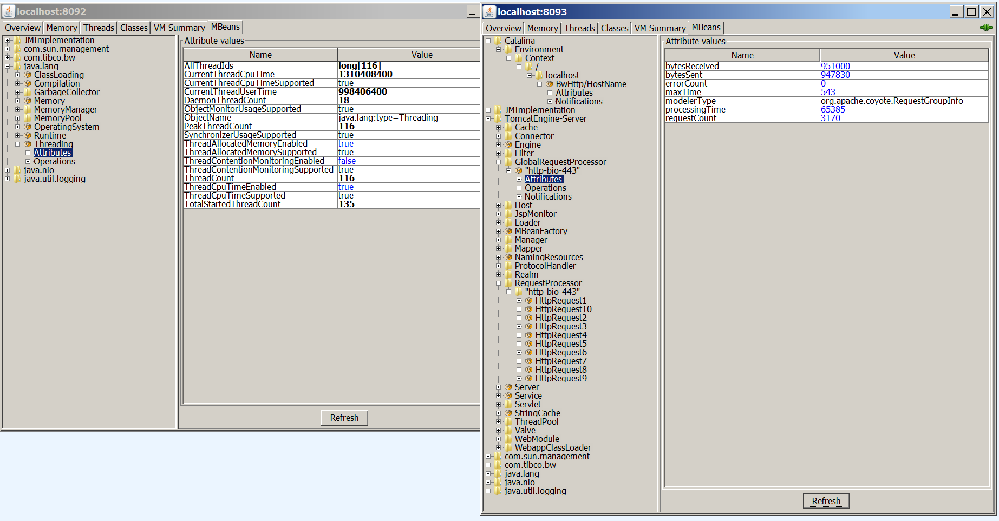 localhost:8092
Overview Memory Threads Classes VM Summary MBeans
JMImplementation
com.sun.management
com.tibco.bw
java.lang
ClassLoading
Compilation
GarbageCollector
Memory
MemoryManager
MemoryPool
OperatingSystem
Runtime
Threading
Attributes
Operations
java.nio
java.util.logging
Attribute values
Name Value
AllThreadIds long[116]
CurrentThreadCpuTime 1310408400
CurrentThreadCpuTimeSupported true
CurrentThreadUserTime 998406400
DaemonThreadCount 18
ObjectMonitorUsageSupported true
ObjectName java.lang:type=Threading
PeakThreadCount 116
SynchronizerUsageSupported true
ThreadAllocatedMemoryEnabled true
ThreadAllocatedMemorySupported true
ThreadContentionMonitoringEnabled false
ThreadContentionMonitoringSupported true
ThreadCount 116
ThreadCpuTimeEnabled true
ThreadCpuTimeSupported true
TotalStartedThreadCount 135
Refresh
localhost:8093
Overview Memory Threads Classes VM Summary MBeans
Catalina
Environment
Context
/
localhost
BwHttp/HostName
Attributes
Notifications
JMImplementation
TomcatEngine-Server
Cache
Connector
Engine
Filter
GlobalRequestProcessor
"http-bio-443"
Attributes
Operations
Notifications
Host
JspMonitor
Loader
MBeanFactory
Manager
Mapper
NamingResources
ProtocolHandler
Realm
RequestProcessor
"http-bio-443"
HttpRequest1
HttpRequest10
HttpRequest2
HttpRequest3
HttpRequest4
HttpRequest5
HttpRequest6
HttpRequest7
HttpRequest8
HttpRequest9
Server
Service
Servlet
StringCache
ThreadPool
Valve
WebModule
WebappClassLoader
com.sun.management
com.tibco.bw
java.lang
java.nio
java.util.logging
Attribute values
Name Value
bytesReceived 951000
bytesSent 947830
errorCount 0
maxTime 543
modelerType org.apache.coyote.RequestGroupInfo
processingTime 65385
requestCount 3170
Refresh